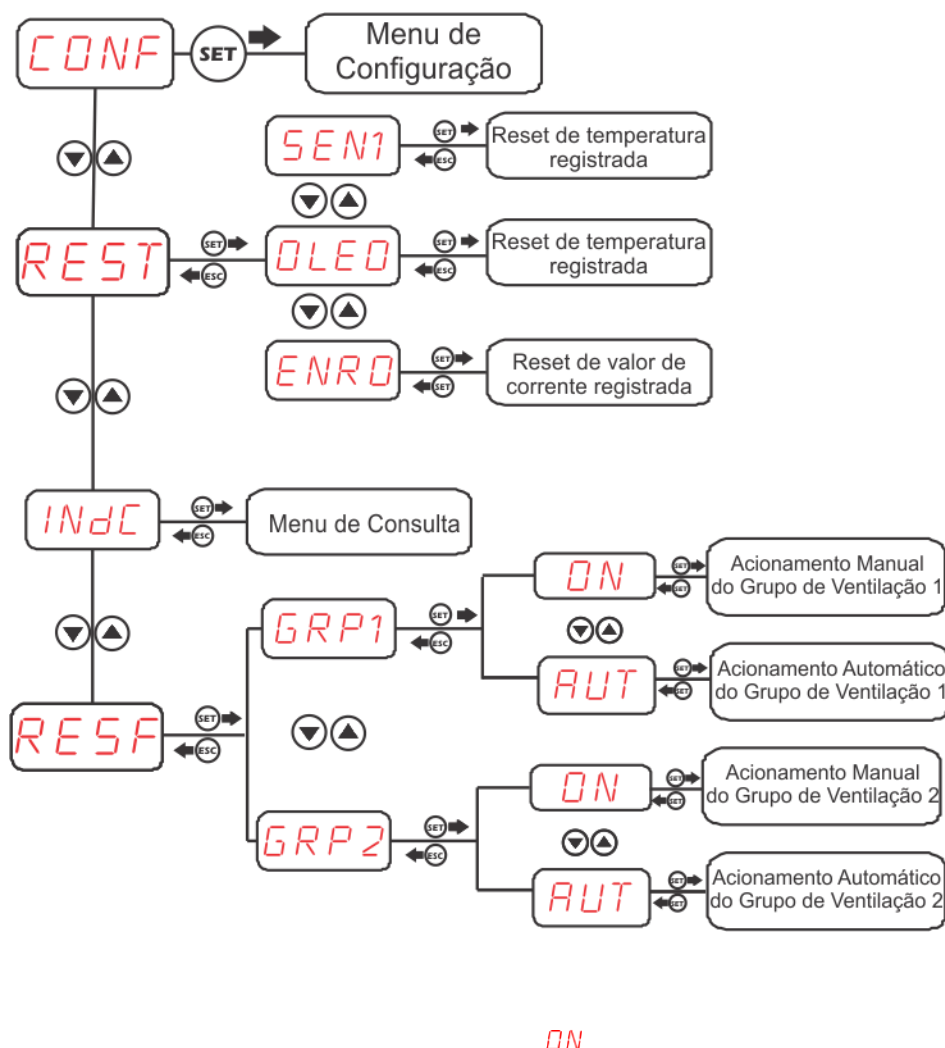 CONF
SET
Menu de
Configuração
SEN1
SET
ESC
Reset de temperatura
registrada
REST
SET
ESC
OLEO
SET
ESC
Reset de temperatura
registrada
ENRO
SET
SET
Reset de valor de
corrente registrada
INdC
SET
ESC
Menu de Consulta
RESF
SET
ESC
GRP1
SET
ESC
ON
SET
SET
Acionamento Manual
do Grupo de Ventilação 1
AUT
SET
SET
Acionamento Automático
do Grupo de Ventilação 1
GRP2
SET
ESC
ON
SET
SET
Acionamento Manual
do Grupo de Ventilação 2
AUT
SET
SET
Acionamento Automático
do Grupo de Ventilação 2
ON